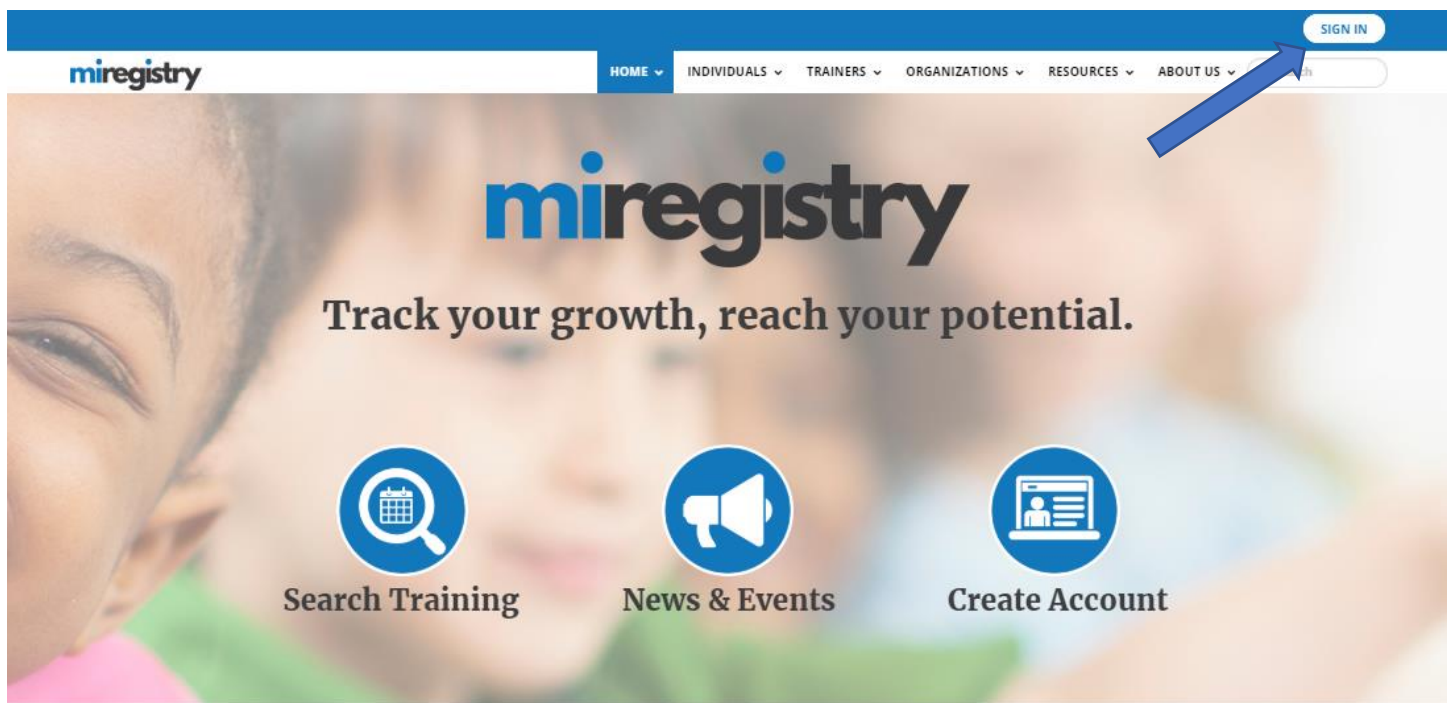 SIGN IN
miregistry
HOME INDIVIDUALS TRAINERS ORGANIZATIONS RESOURCES ABOUT US
miregistry
Track your growth, reach your potential.
Search Training News & Events Create Account